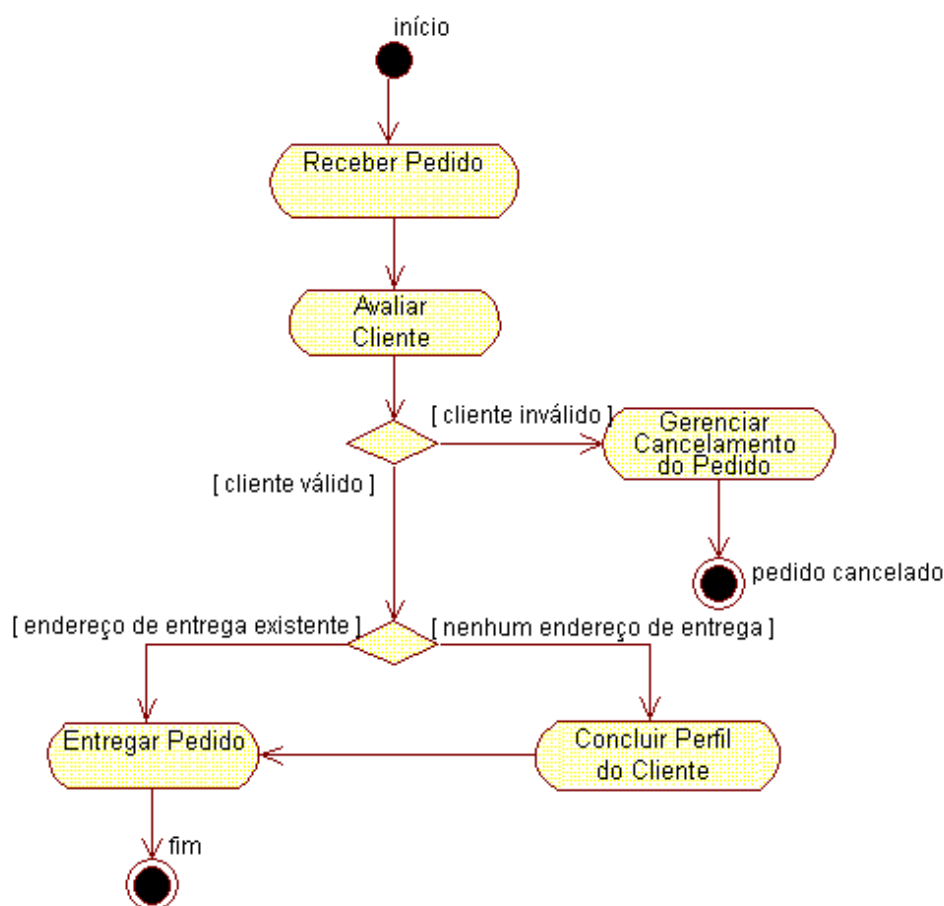 início
Receber Pedido
Avaliar
Cliente
[ cliente inválido ]
Gerenciar
Cancelamento
do Pedido
[ cliente válido ]
pedido cancelado
[ endereço de entrega existente ]
[ nenhum endereço de entrega ]
Entregar Pedido
Concluir Perfil
do Cliente
fim